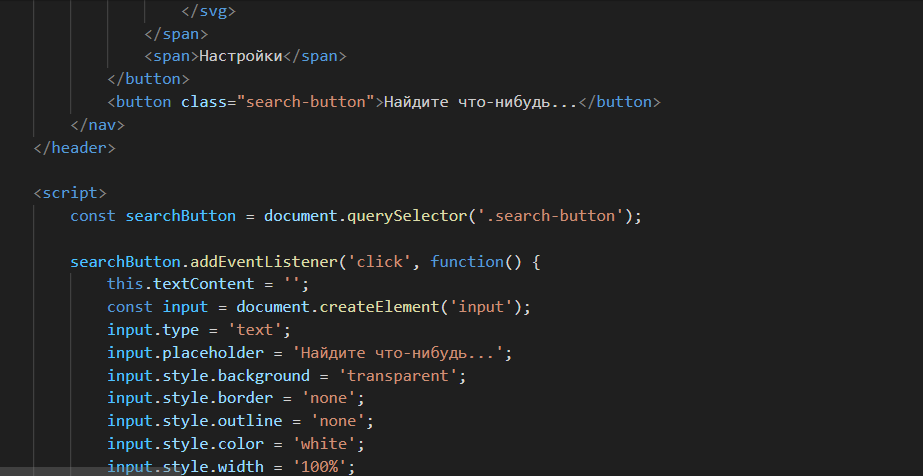 </svg>
</span>
<span>Настройки</span>
</button>
<button class="search-button">Найдите что-нибудь...</button>
</nav>
</header>
<script>
const searchButton = document.querySelector('.search-button');
searchButton.addEventListener('click', function() {
this.textContent = '';
const input = document.createElement('input');
input.type = 'text';
input.placeholder = 'Найдите что-нибудь...';
input.style.background = 'transparent';
input.style.border = 'none';
input.style.outline = 'none';
input.style.color = 'white';
input.style.width = '100%';